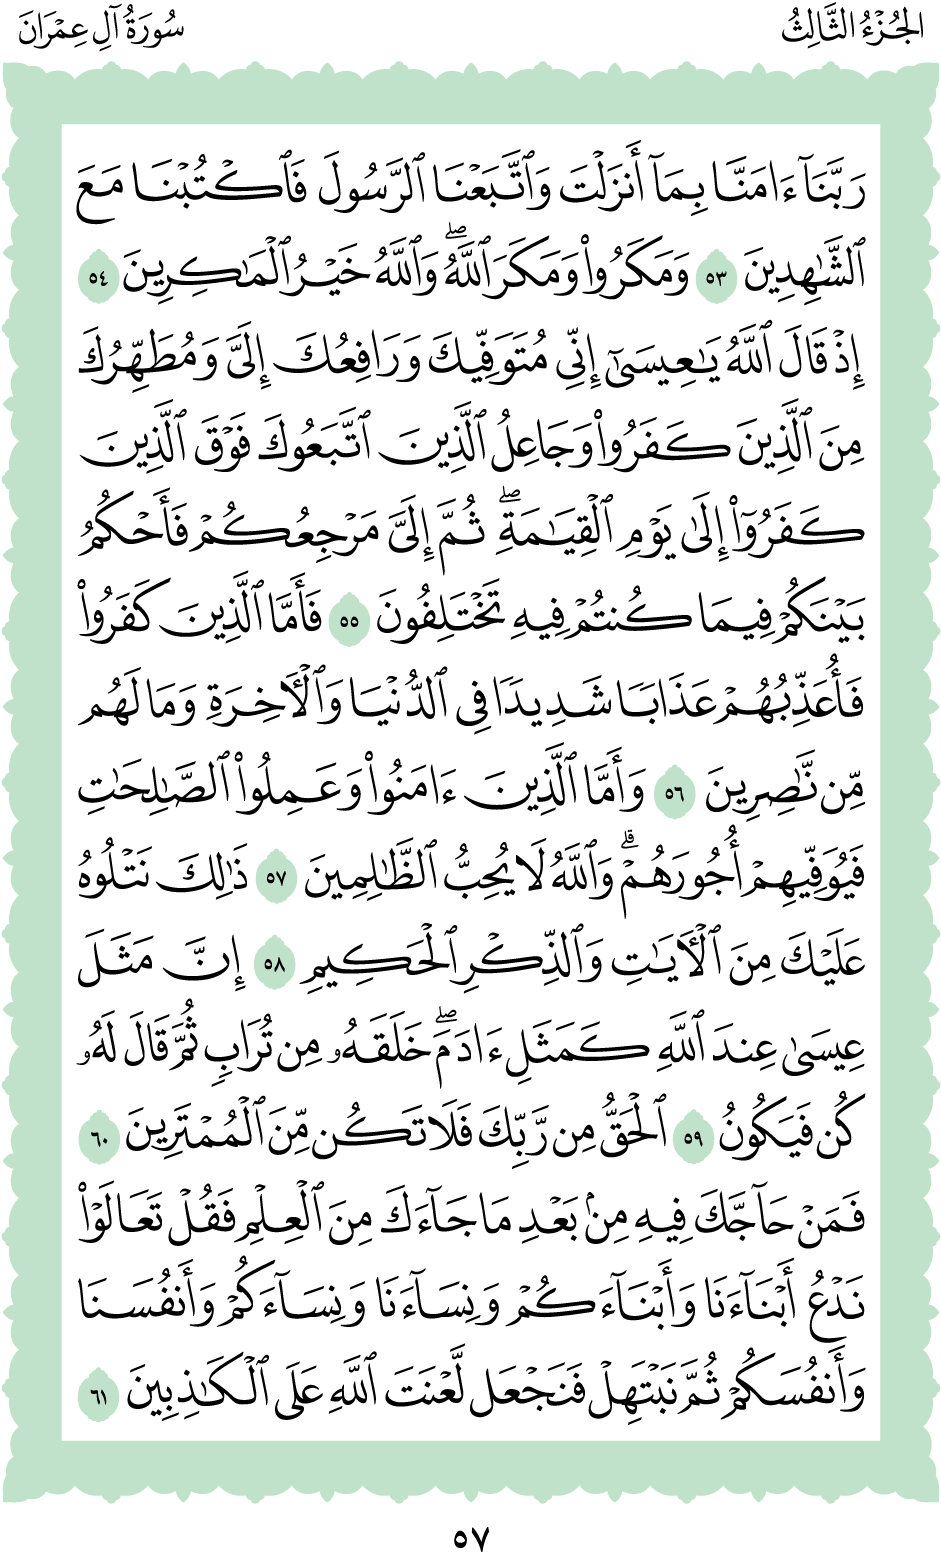 الجُزْءُ الثَّالِثُ
سُورَةُ آلِ عِمْرَانَ
رَبَّنَآ ءَامَنَّا بِمَآ أَنزَلْتَ وَٱتَّبَعْنَا ٱلرَّسُولَ فَٱكْتُبْنَا مَعَ
ٱلشَّٰهِدِينَ ٥٣ وَمَكَرُوا۟ وَمَكَرَ ٱللَّهُ ۖ وَٱللَّهُ خَيْرُ ٱلْمَٰكِرِينَ ٥٤
إِذْ قَالَ ٱللَّهُ يَٰعِيسَىٰٓ إِنِّى مُتَوَفِّيكَ وَرَافِعُكَ إِلَىَّ وَمُطَهِّرُكَ
مِنَ ٱلَّذِينَ كَفَرُوا۟ وَجَاعِلُ ٱلَّذِينَ ٱتَّبَعُوكَ فَوْقَ ٱلَّذِينَ
كَفَرُوٓا۟ إِلَىٰ يَوْمِ ٱلْقِيَٰمَةِ ۖ ثُمَّ إِلَىَّ مَرْجِعُكُمْ فَأَحْكُمُ
بَيْنَكُمْ فِيمَا كُنتُمْ فِيهِ تَخْتَلِفُونَ ٥٥ فَأَمَّا ٱلَّذِينَ كَفَرُوا۟
فَأُعَذِّبُهُمْ عَذَابًا شَدِيدًا فِى ٱلدُّنْيَا وَٱلْءَاخِرَةِ وَمَا لَهُم
مِّن نَّٰصِرِينَ ٥٦ وَأَمَّا ٱلَّذِينَ ءَامَنُوا۟ وَعَمِلُوا۟ ٱلصَّٰلِحَٰتِ
فَيُوَفِّيهِمْ أُجُورَهُمْ ۗ وَٱللَّهُ لَا يُحِبُّ ٱلظَّٰلِمِينَ ٥٧ ذَٰلِكَ نَتْلُوهُ
عَلَيْكَ مِنَ ٱلْءَايَٰتِ وَٱلذِّكْرِ ٱلْحَكِيمِ ٥٨ إِنَّ مَثَلَ
عِيسَىٰ عِندَ ٱللَّهِ كَمَثَلِ ءَادَمَ ۖ خَلَقَهُۥ مِن تُرَابٍ ثُمَّ قَالَ لَهُۥ
كُن فَيَكُونُ ٥٩ ٱلْحَقُّ مِن رَّبِّكَ فَلَا تَكُن مِّنَ ٱلْمُمْتَرِينَ ٦٠
فَمَنْ حَآجَّكَ فِيهِ مِنۢ بَعْدِ مَا جَآءَكَ مِنَ ٱلْعِلْمِ فَقُلْ تَعَالَوْا۟
نَدْعُ أَبْنَآءَنَا وَأَبْنَآءَكُمْ وَنِسَآءَنَا وَنِسَآءَكُمْ وَأَنفُسَنَا
وَأَنفُسَكُمْ ثُمَّ نَبْتَهِلْ فَنَجْعَل لَّعْنَتَ ٱللَّهِ عَلَى ٱلْكَٰذِبِينَ ٦١
٥٧